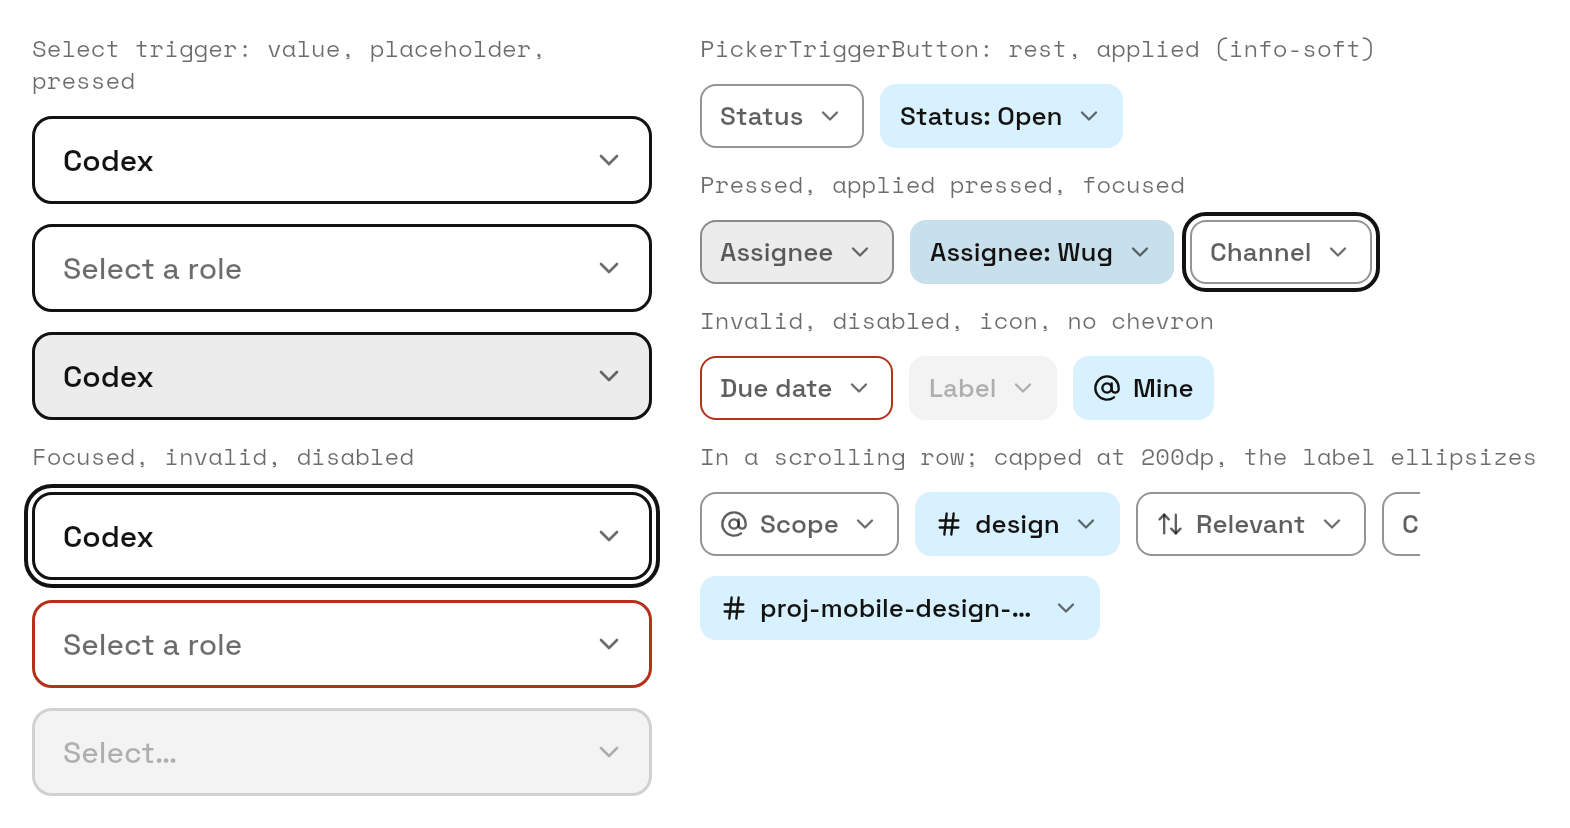 Select trigger: value, placeholder,
pressed
Codex
Select a role
Codex
Focused, invalid, disabled
Codex
Select a role
Select…
PickerTriggerButton: rest, applied (info-soft)
Status
Status: Open
Pressed, applied pressed, focused
Assignee
Assignee: Wug
Channel
Invalid, disabled, icon, no chevron
Due date
Label
@ Mine
In a scrolling row; capped at 200dp, the label ellipsizes
@ Scope
# design
Relevant
C
# proj-mobile-design-…